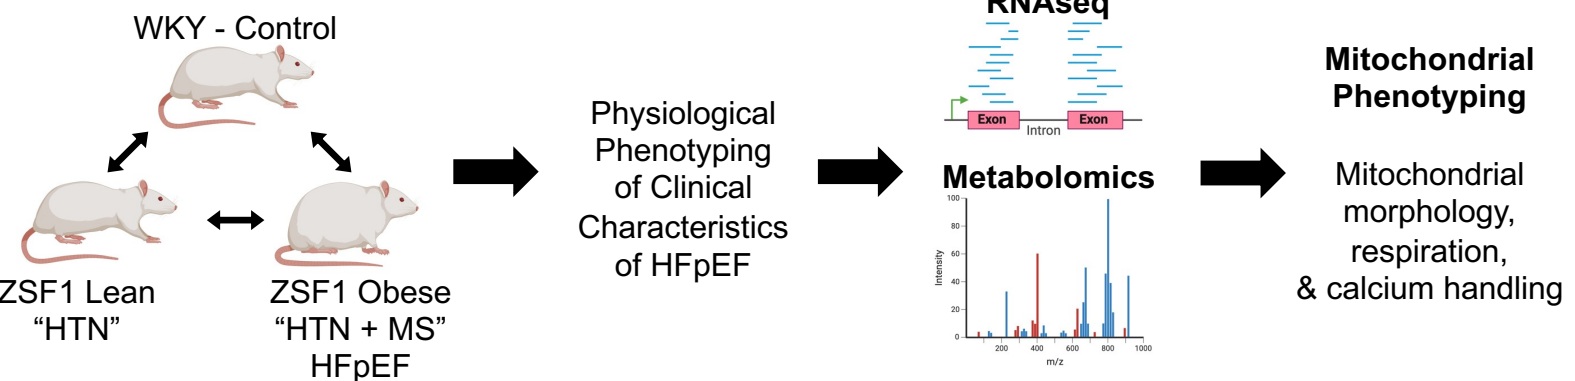 WKY - Control
ZSF1 Lean
“HTN”
ZSF1 Obese
“HTN + MS”
HFpEF
Physiological
Phenotyping
of Clinical
Characteristics
of HFpEF
RNAseq
Exon
Exon
Intron
Metabolomics
100
80
60
40
20
0
Intensity
200
400
600
800
1000
m/z
Mitochondrial
Phenotyping
Mitochondrial
morphology,
respiration,
& calcium handling